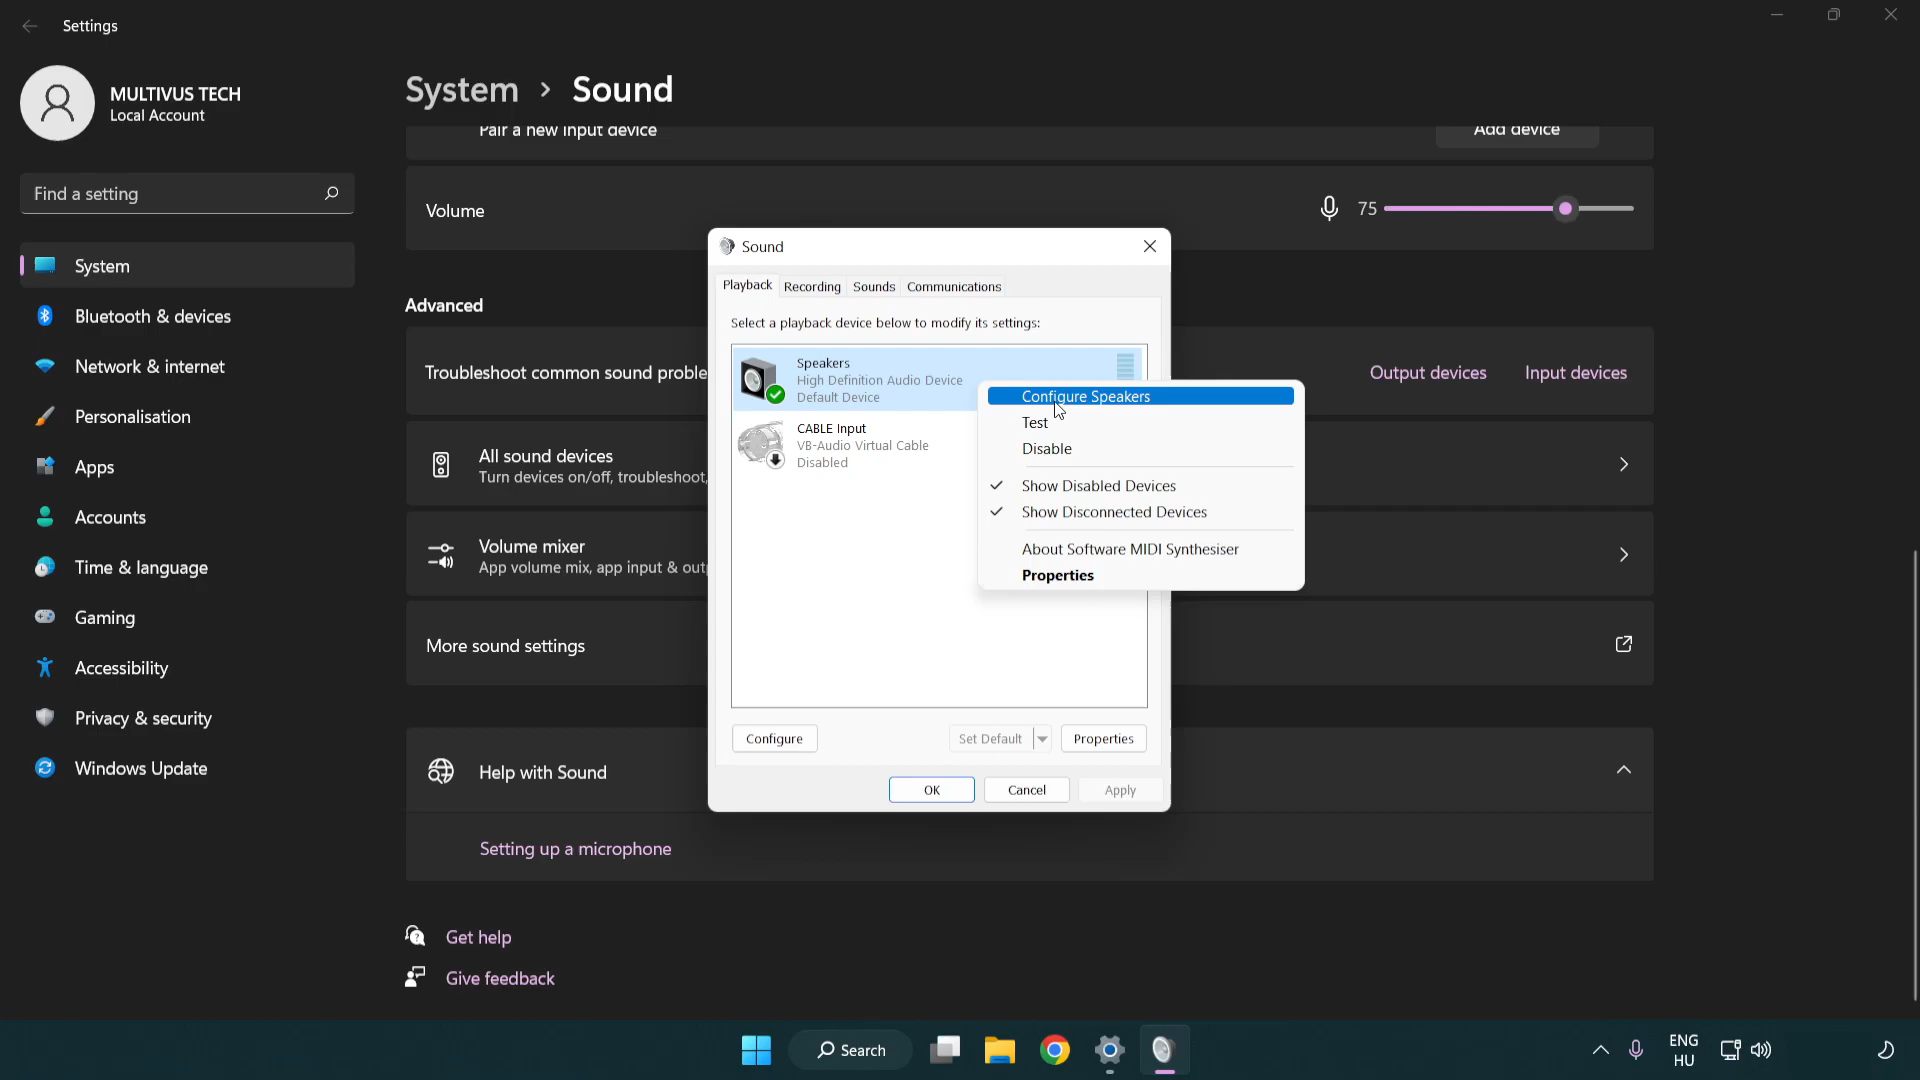 Settings
MULTIVUS TECH
Local Account
Find a setting
System
Bluetooth & devices
Network & internet
Personalisation
Apps
Accounts
Time & language
Gaming
Accessibility
Privacy & security
Windows Update
System > Sound
Pair a new input device
Add device
Volume
75
Advanced
Troubleshoot common sound proble
Output devices
Input devices
All sound devices
Turn devices on/off, troubleshoot,
Volume mixer
App volume mix, app input & outp
More sound settings
Help with Sound
Setting up a microphone
Get help
Give feedback
Sound
Playback
Recording
Sounds
Communications
Select a playback device below to modify its settings:
Speakers
High Definition Audio Device
Default Device
CABLE Input
VB-Audio Virtual Cable
Disabled
Configure Speakers
Test
Disable
Show Disabled Devices
Show Disconnected Devices
About Software MIDI Synthesiser
Properties
Configure
Set Default
Properties
OK
Cancel
Apply
Search
ENG
HU